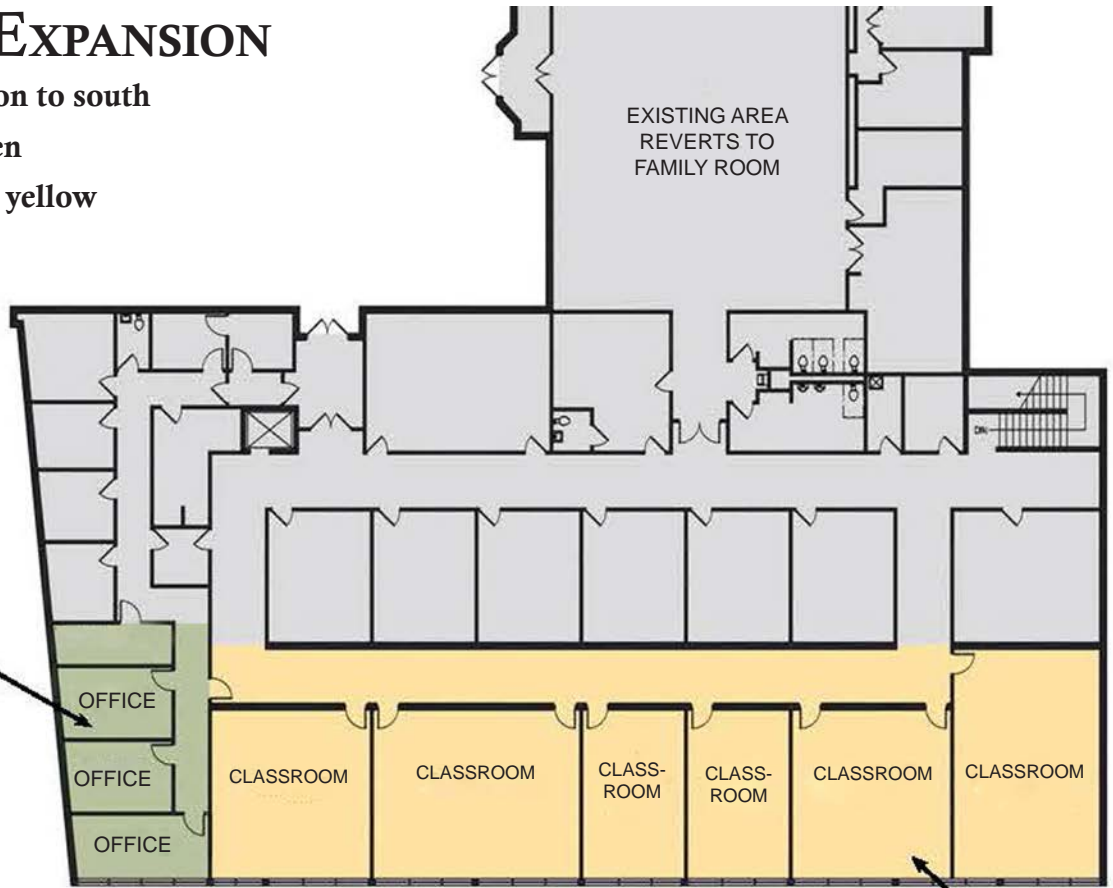 EXPANSION
on to south
en
yellow
EXISTING AREA
REVERTS TO
FAMILY ROOM
DN
OFFICE
OFFICE
OFFICE
CLASSROOM
CLASSROOM
CLASS-
ROOM
CLASS-
ROOM
CLASSROOM
CLASSROOM